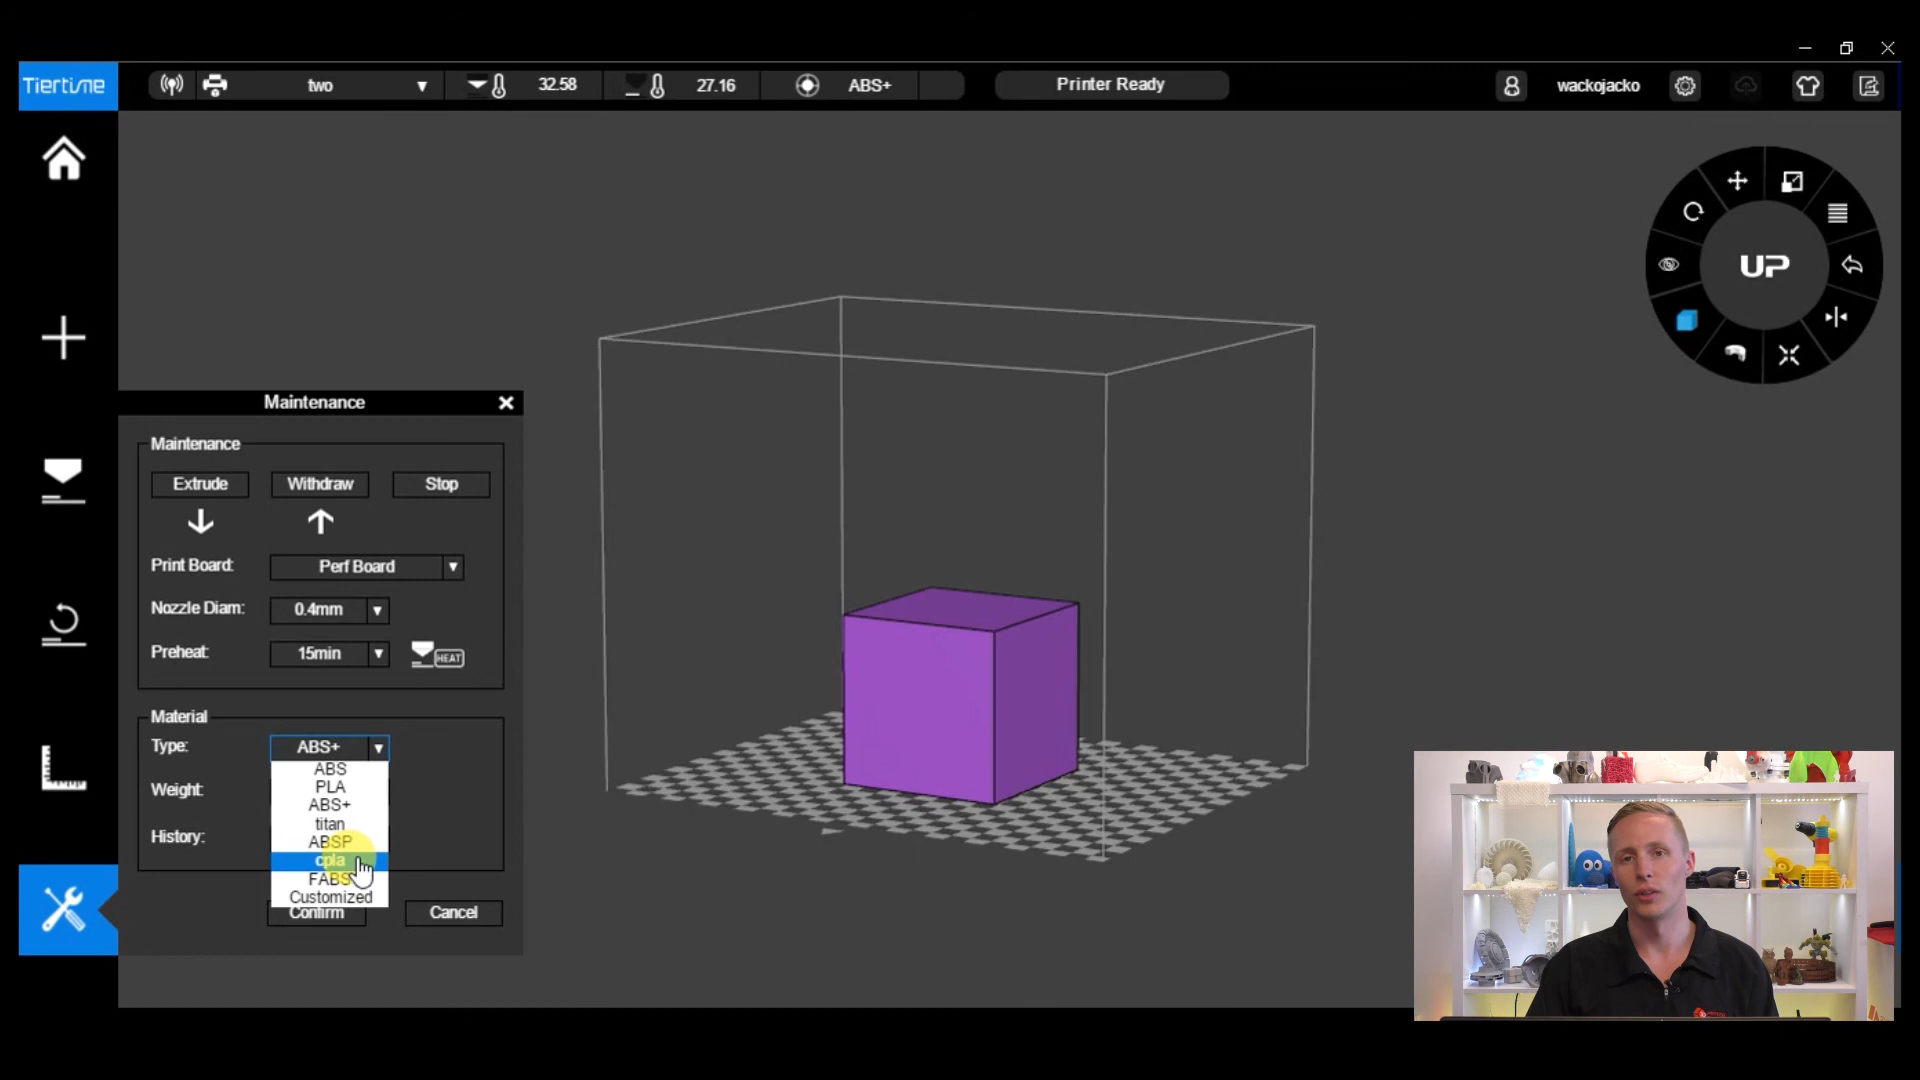 Tiertime
two
32.58
27.16
ABS+
Printer Ready
wackojacko
UP
Maintenance
Maintenance
Extrude
Withdraw
Stop
Print Board:
Perf Board
Nozzle Diam:
0.4mm
Preheat:
15min
HEAT
Material
Type:
ABS+
ABS
PLA
ABS+
titan
ABSP
cpla
FABS
Customized
Weight:
History:
Confirm
Cancel